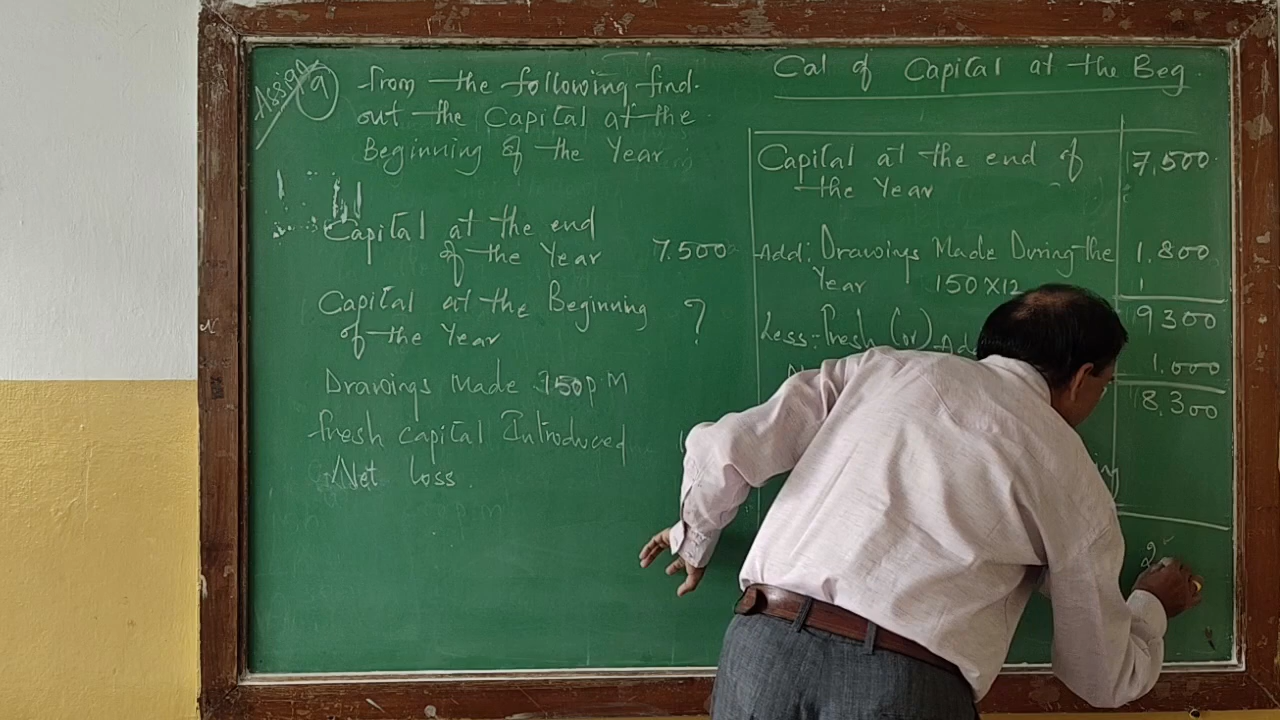 Assign
9 from the following find
out the Capital at the
Beginning of the Year
Capital at the end
of the Year 7.500
Capital at the Beginning ?
of the Year
Drawings Made 150 P.M
fresh capital Introduced
Net loss.
Cal of Capital at the Beg.
Capital at the end of 7,500
the Year
Add: Drawings Made During the 1.800
Year 150X12
9300
Less:- Fresh (or)
1.000
8,300